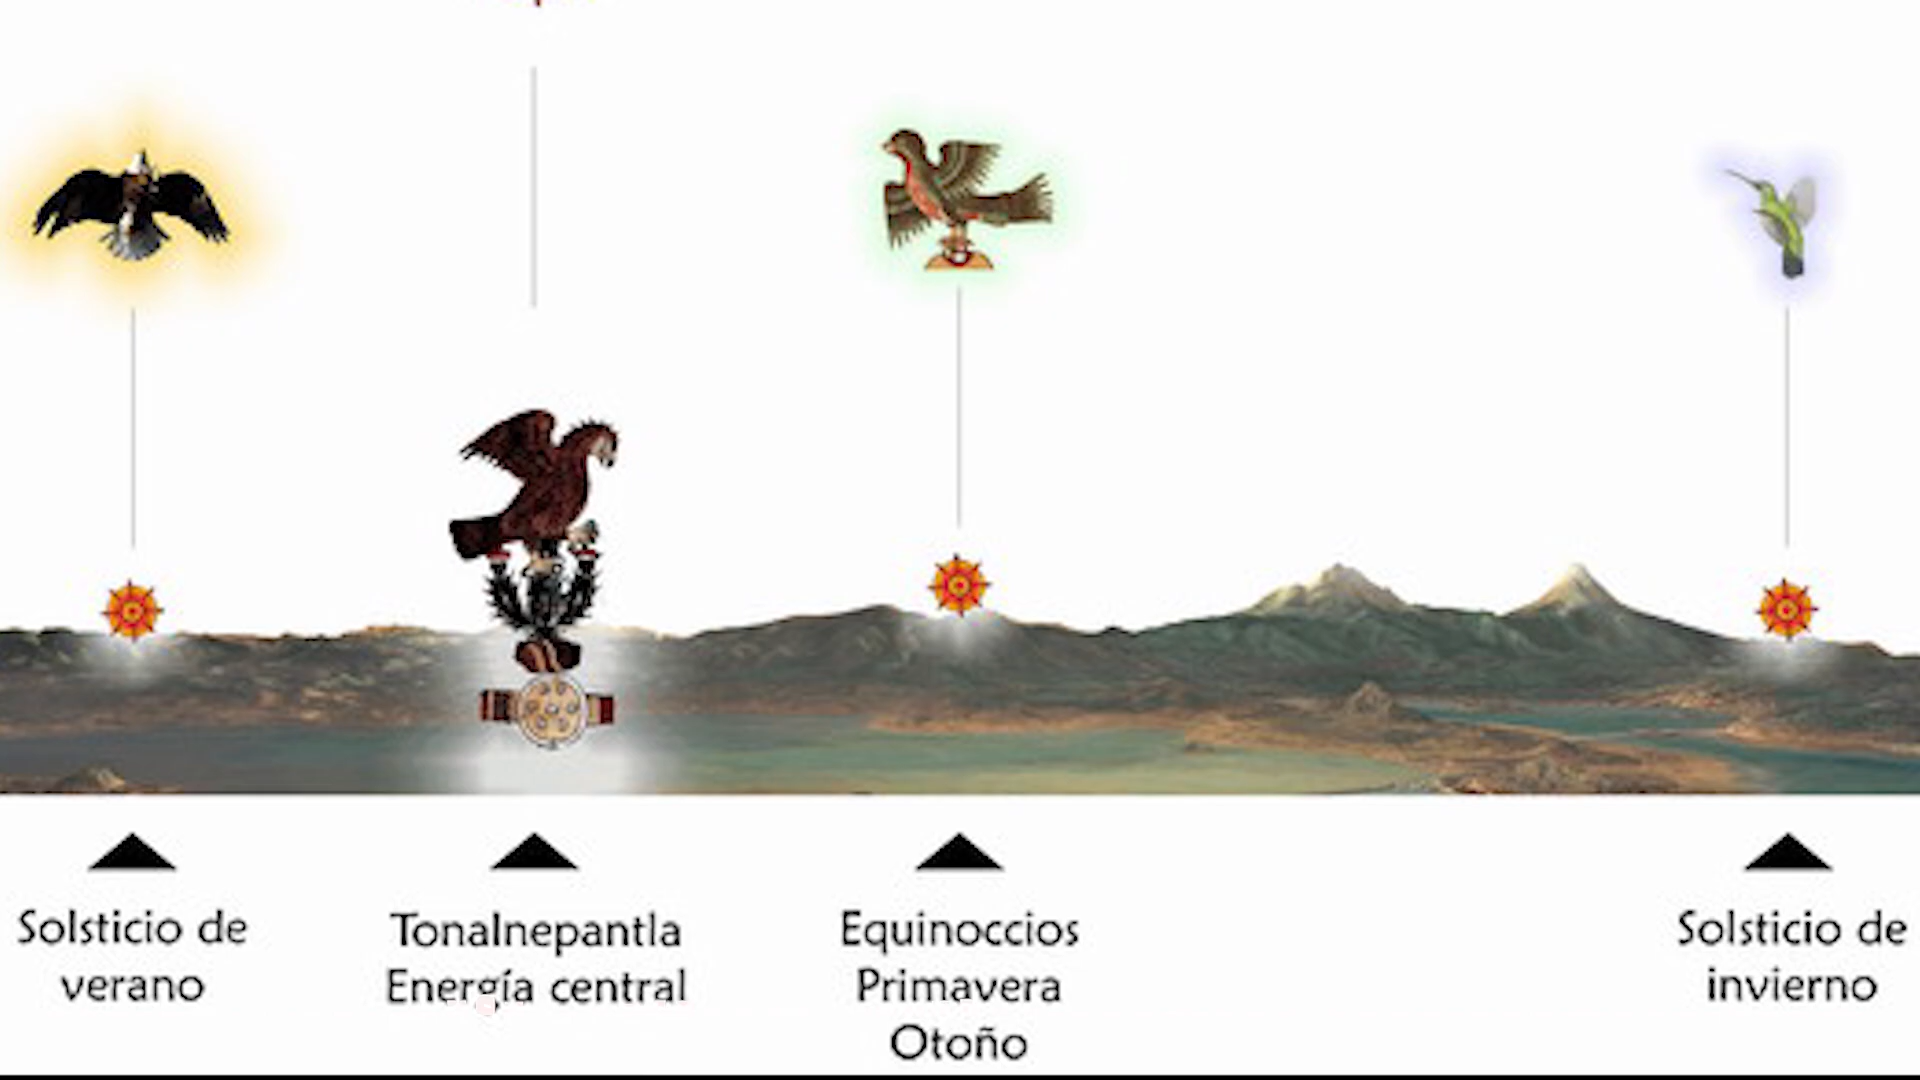 Solsticio de
verano
Tonalnepantla
Energía central
Equinoccios
Primavera
Otoño
Solsticio de
invierno